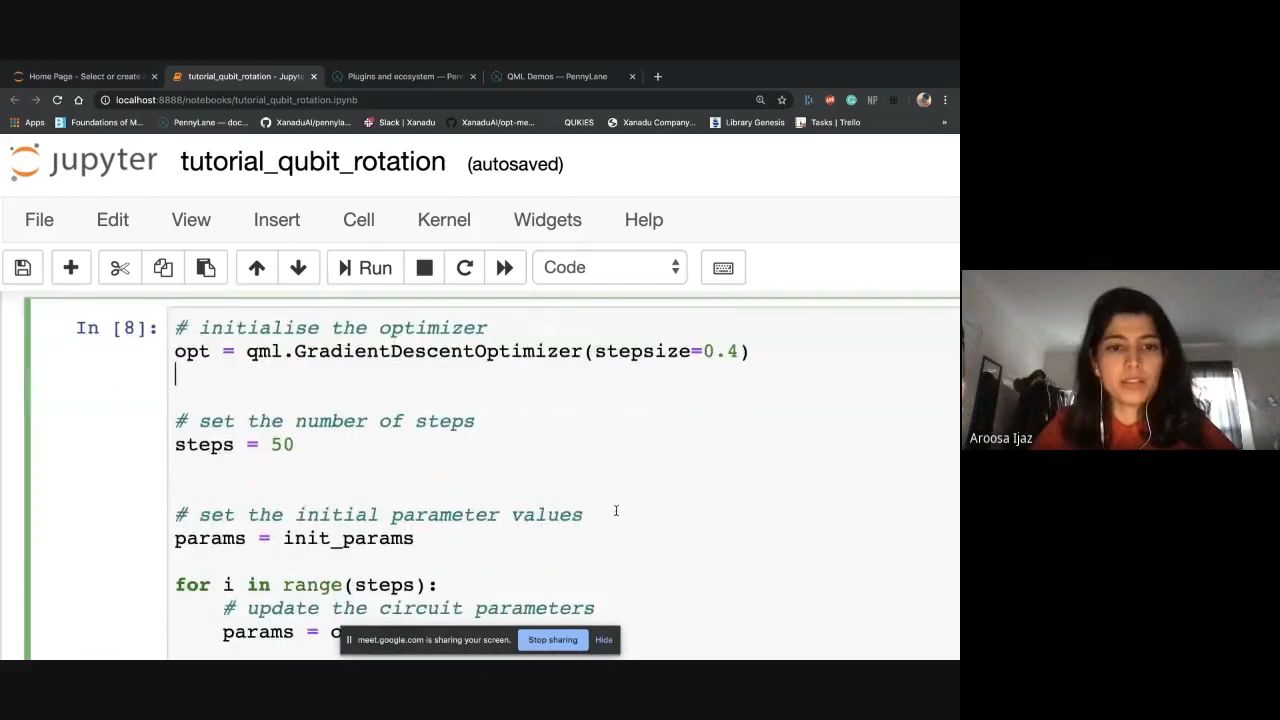 Home Page - Select or create a
tutorial_qubit_rotation - Jupyte
Plugins and ecosystem — Penn
QML Demos — PennyLane
localhost:8888/notebooks/tutorial_qubit_rotation.ipynb
NP
Apps
Foundations of M...
PennyLane — doc...
XanaduAI/pennyla...
Slack | Xanadu
XanaduAI/opt-me...
QUKIES
Xanadu Company...
Library Genesis
Tasks | Trello
»
jupyter tutorial_qubit_rotation (autosaved)
File Edit View Insert Cell Kernel Widgets Help
Run Code
In [8]: # initialise the optimizer
opt = qml.GradientDescentOptimizer(stepsize=0.4)
# set the number of steps
steps = 50
# set the initial parameter values
params = init_params
for i in range(steps):
# update the circuit parameters
params = o
meet.google.com is sharing your screen. Stop sharing Hide
Aroosa Ijaz